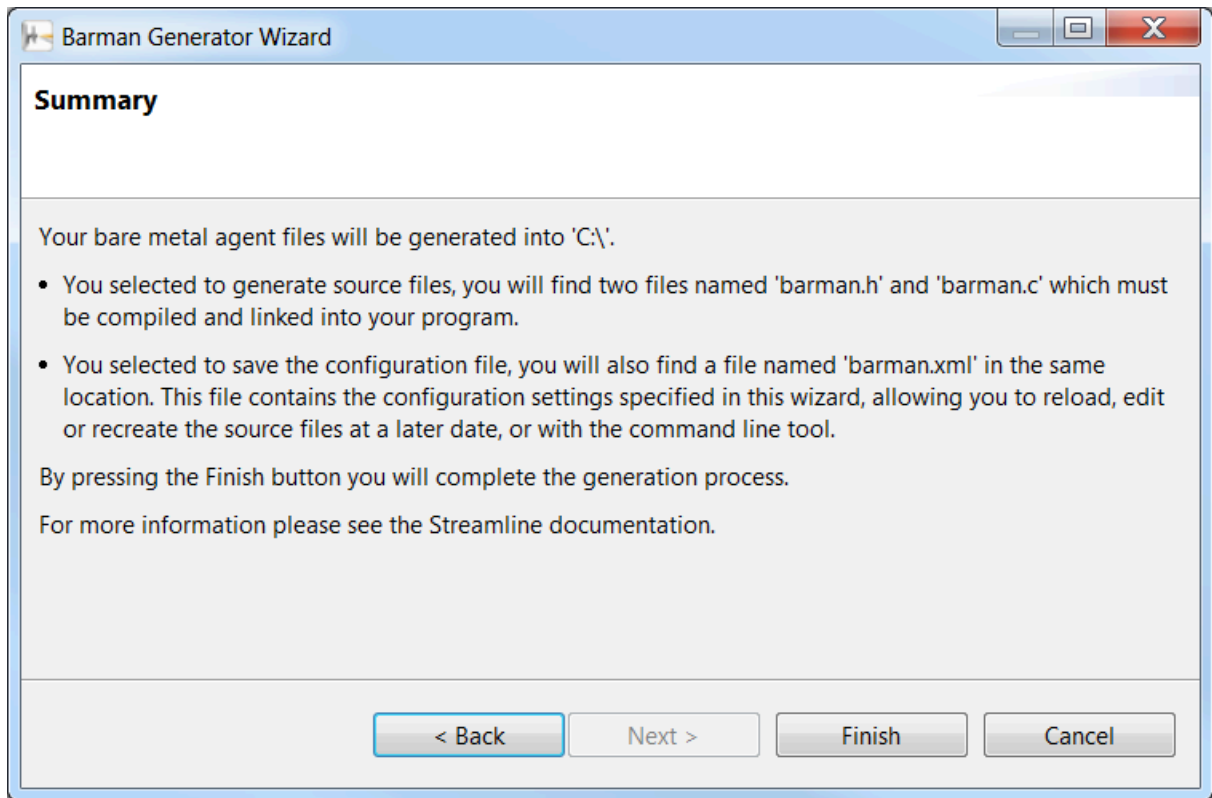 Barman Generator Wizard
Summary
Your bare metal agent files will be generated into 'C:\'.
• You selected to generate source files, you will find two files named 'barman.h' and 'barman.c' which must
be compiled and linked into your program.
• You selected to save the configuration file, you will also find a file named 'barman.xml' in the same
location. This file contains the configuration settings specified in this wizard, allowing you to reload, edit
or recreate the source files at a later date, or with the command line tool.
By pressing the Finish button you will complete the generation process.
For more information please see the Streamline documentation.
< Back Next > Finish Cancel